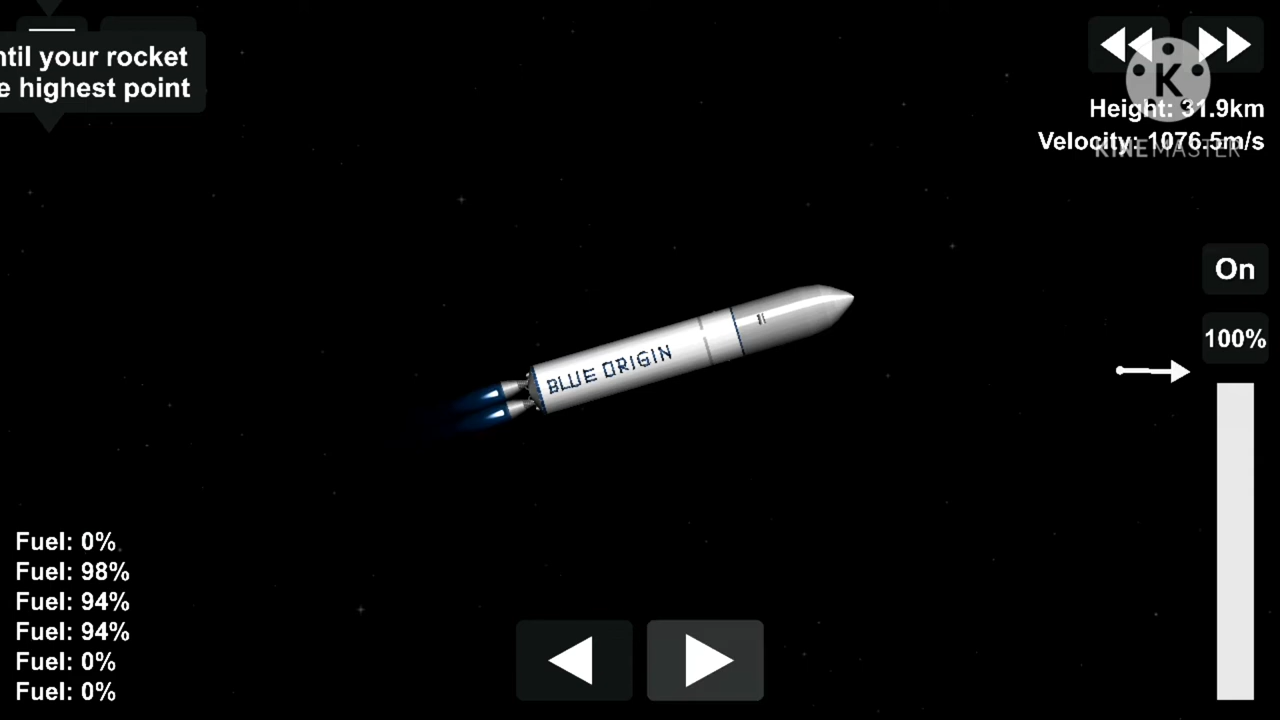 ntil your rocket
e highest point
K
Height: 31.9km
Velocity: 1076.5m/s
KINEMASTER
On
100%
BLUE ORIGIN
Fuel: 0%
Fuel: 98%
Fuel: 94%
Fuel: 94%
Fuel: 0%
Fuel: 0%